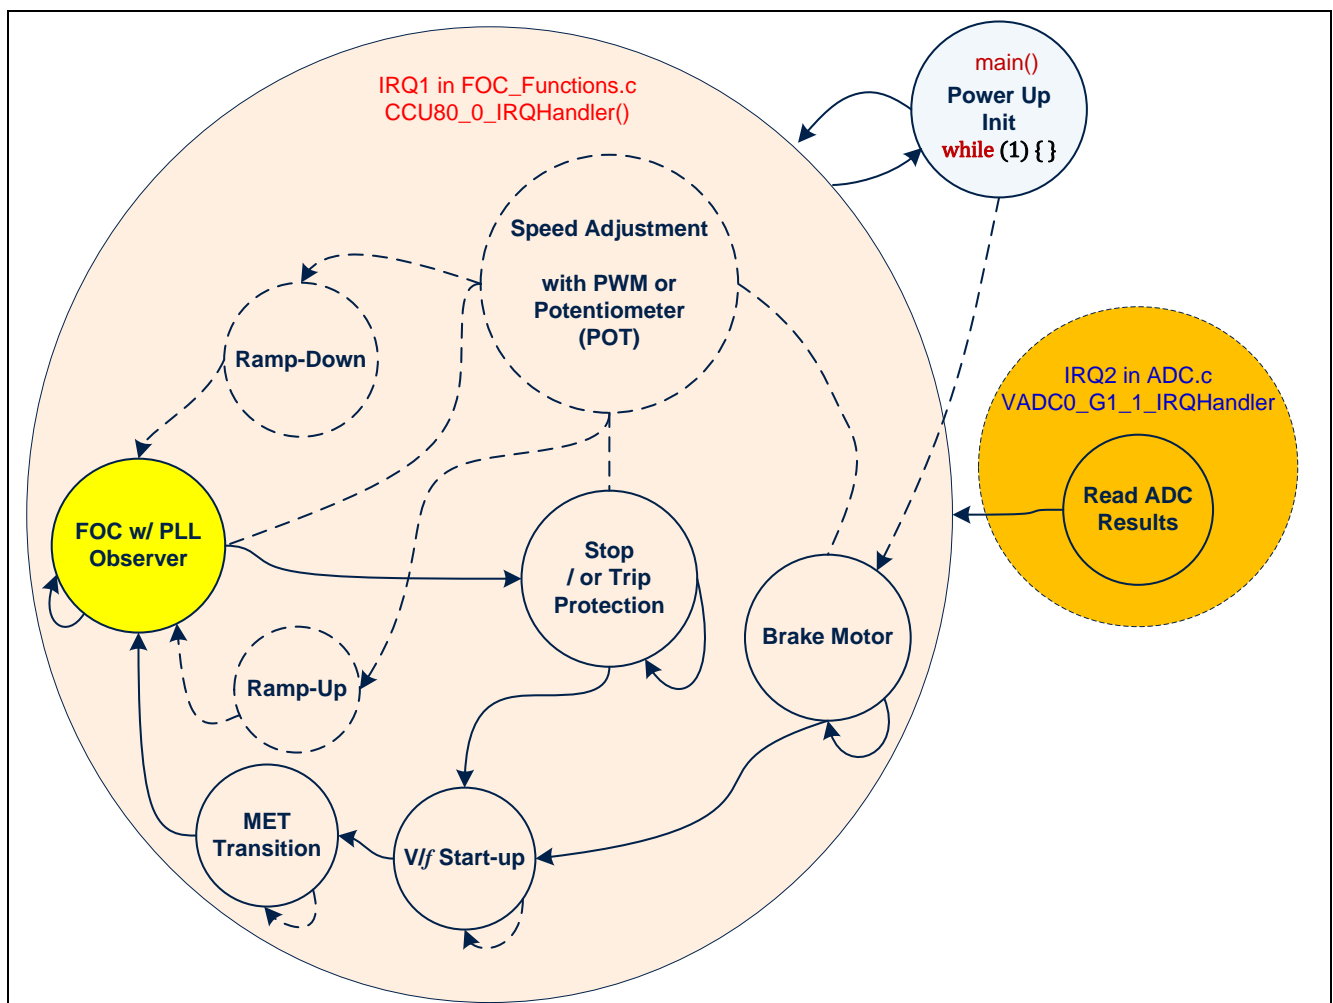 IRQ1 in FOC_Functions.c
CCU80_0_IRQHandler()
main()
Power Up
Init
while (1) { }
Speed Adjustment
with PWM or
Potentiometer
(POT)
Ramp-Down
IRQ2 in ADC.c
VADC0_G1_1_IRQHandler
Read ADC
Results
FOC w/ PLL
Observer
Stop
/ or Trip
Protection
Brake Motor
Ramp-Up
MET
Transition
V/f Start-up